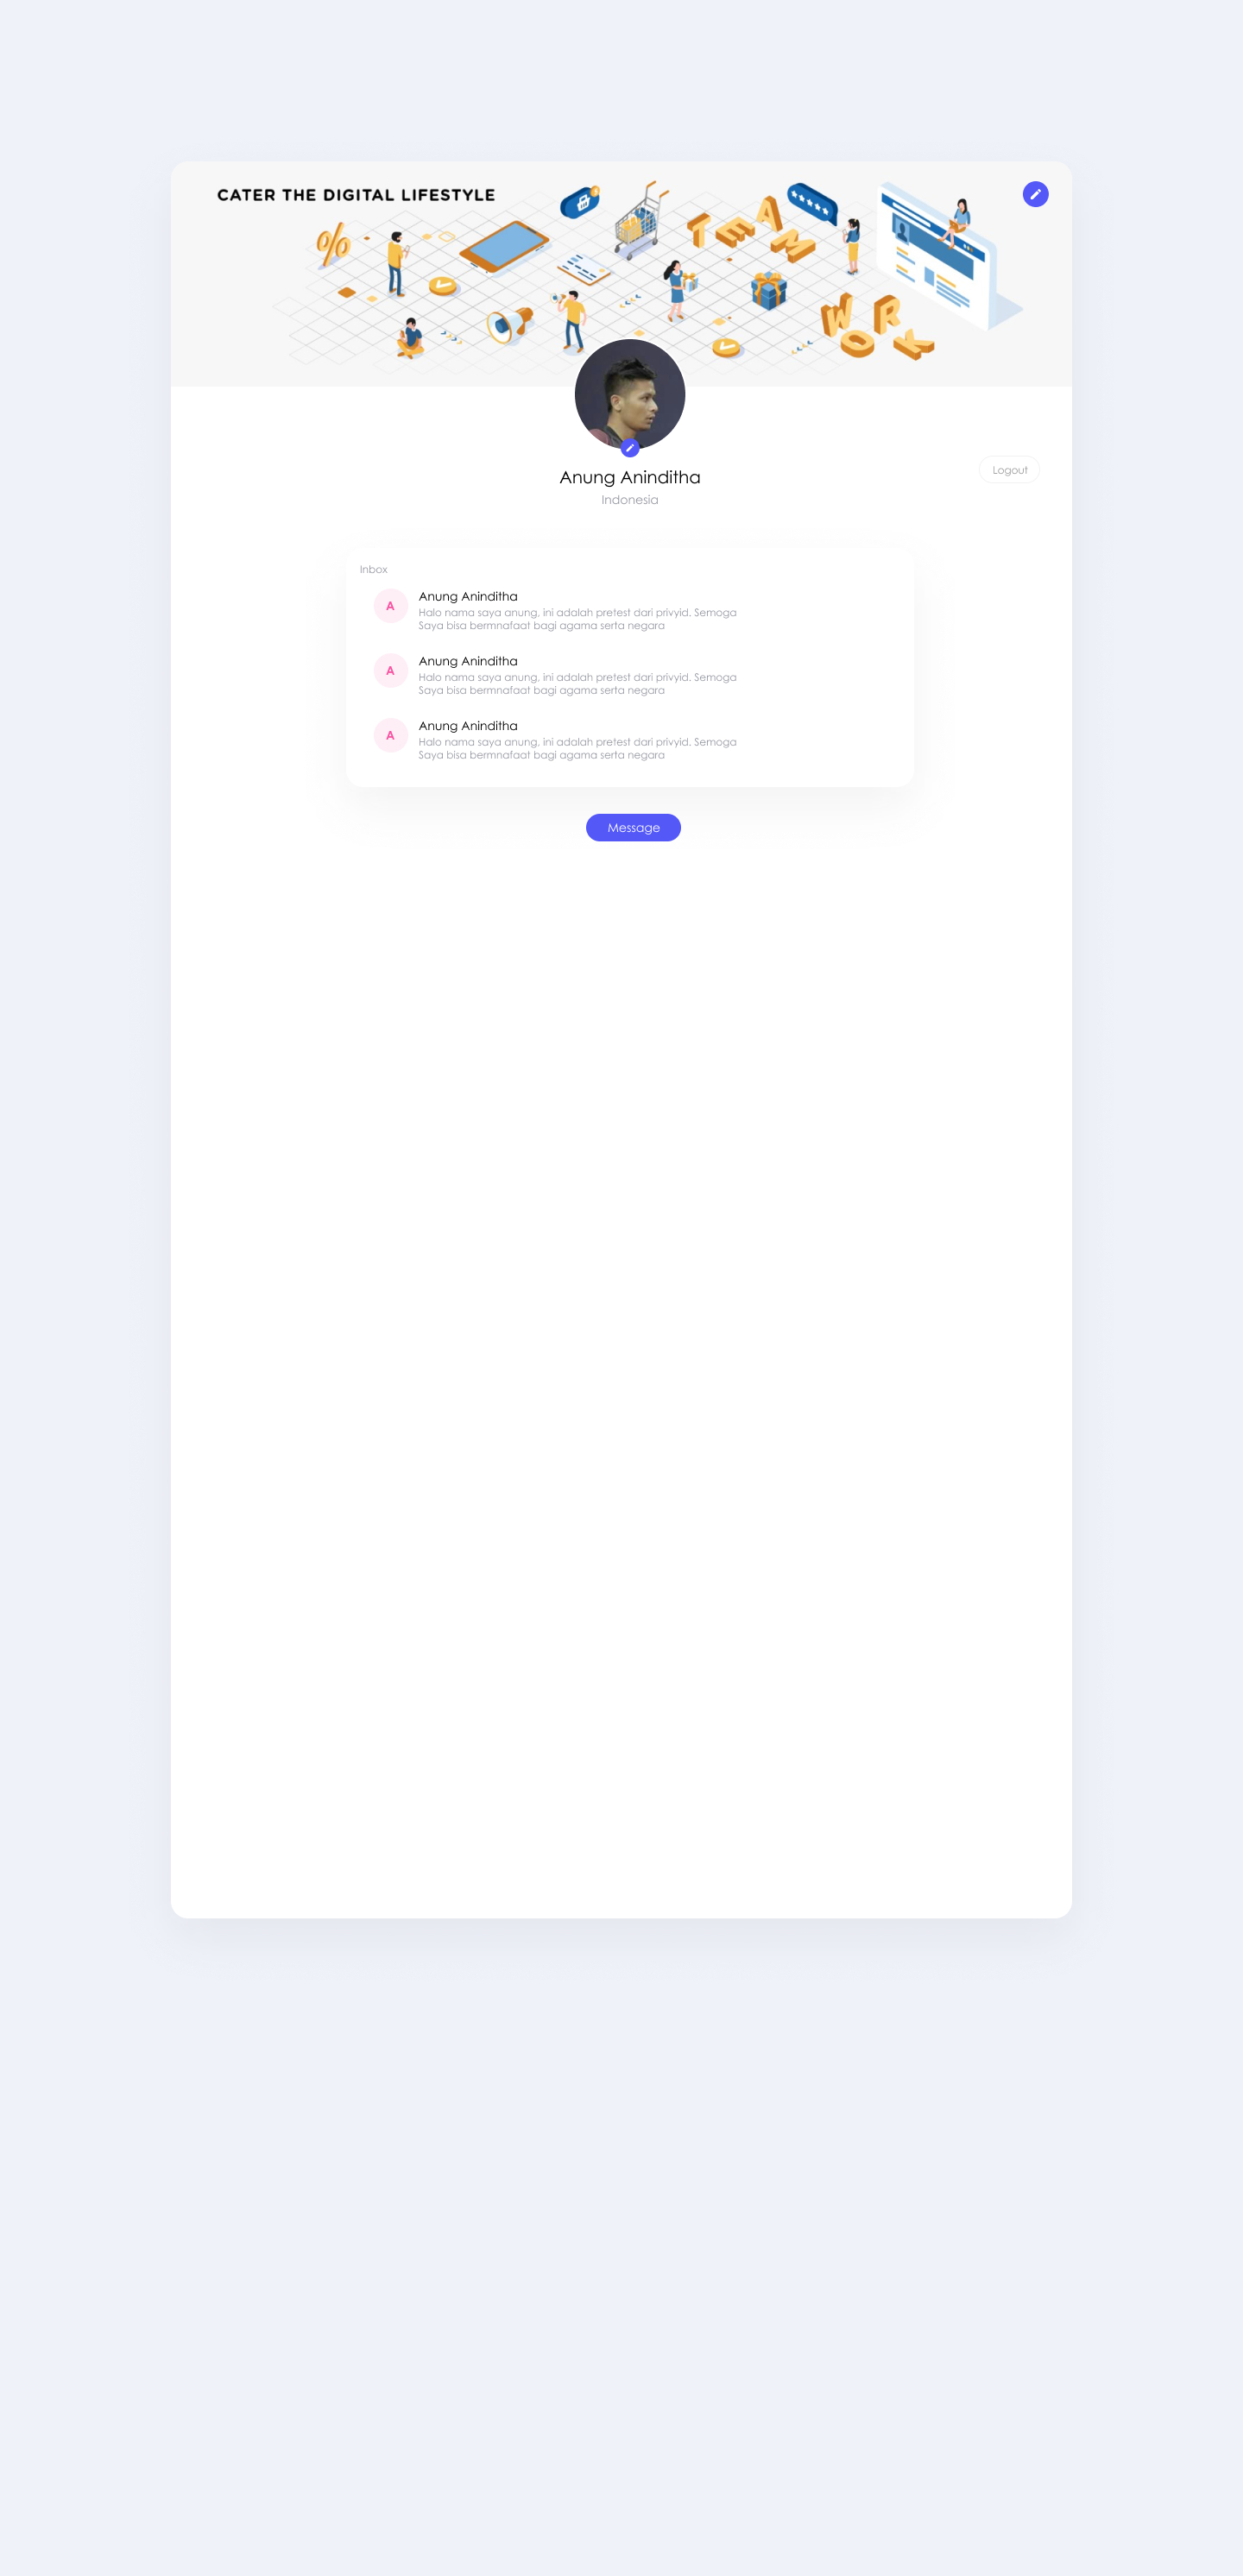 CATER THE DIGITAL LIFESTYLE
%
TEAM
WORK
Anung Aninditha
Logout
Indonesia
Inbox
A
Anung Aninditha
Halo nama saya anung, ini adalah pretest dari privyid. Semoga
Saya bisa bermnafaat bagi agama serta negara
A
Anung Aninditha
Halo nama saya anung, ini adalah pretest dari privyid. Semoga
Saya bisa bermnafaat bagi agama serta negara
A
Anung Aninditha
Halo nama saya anung, ini adalah pretest dari privyid. Semoga
Saya bisa bermnafaat bagi agama serta negara
Message